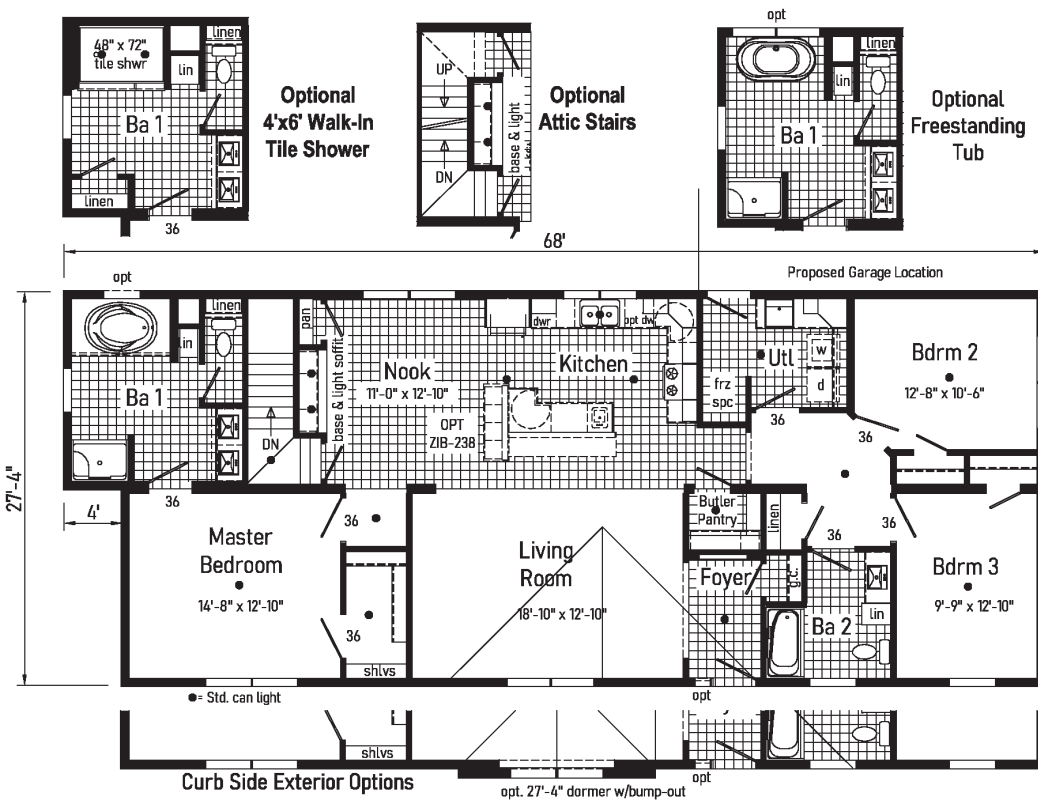 linen
48" x 72"
tile shwr
lin
Ba 1
linen
36
Optional
4'x6' Walk-In
Tile Shower
UP
DN
base & light
Optional
Attic Stairs
opt
linen
lin
Ba 1
Optional
Freestanding
Tub
68'
Proposed Garage Location
opt
linen
lin
Ba 1
36
4'
27'-4"
DN
pan
base & light soffit
Nook
11'-0" x 12'-10"
OPT
ZIB-238
dwr
opt dw
Kitchen
frz
spc
Utl
w
d
36
Bdrm 2
12'-8" x 10'-6"
36
Master
Bedroom
14'-8" x 12'-10"
36
36
shlvs
Living
Room
18'-10" x 12'-10"
Butler
Pantry
linen
36
36
Foyer
g.c.
Ba 2
lin
Bdrm 3
9'-9" x 12'-10"
= Std. can light
opt
shlvs
Curb Side Exterior Options
opt. 27'-4" dormer w/bump-out
opt